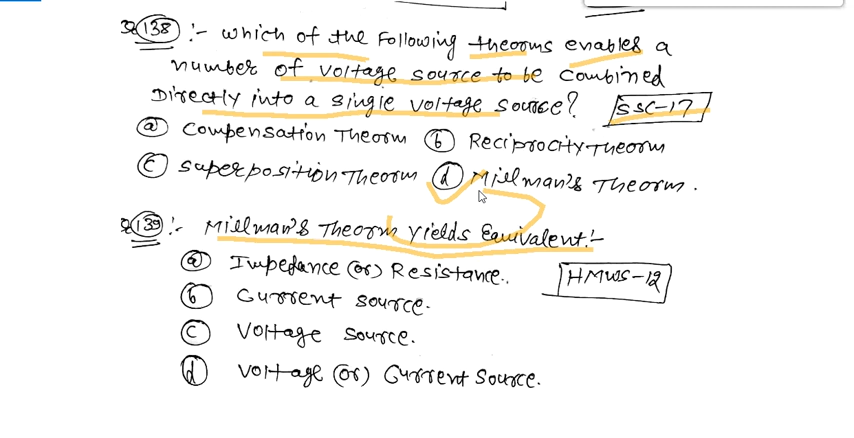 Q(138) :- which of the Following theorms enables a
number of voltage source to be combined
Directly into a single voltage source? SSC-17
(a) Compensation Theorm (b) Reciprocity Theorm
(c) Superposition Theorm (d) Millman's Theorm.
Q(139) :- Millman's Theorm yields Equivalent:-
(a) Impedance (or) Resistance. HMWS-12
(b) Current source.
(c) Voltage source.
(d) Voltage (or) Current Source.